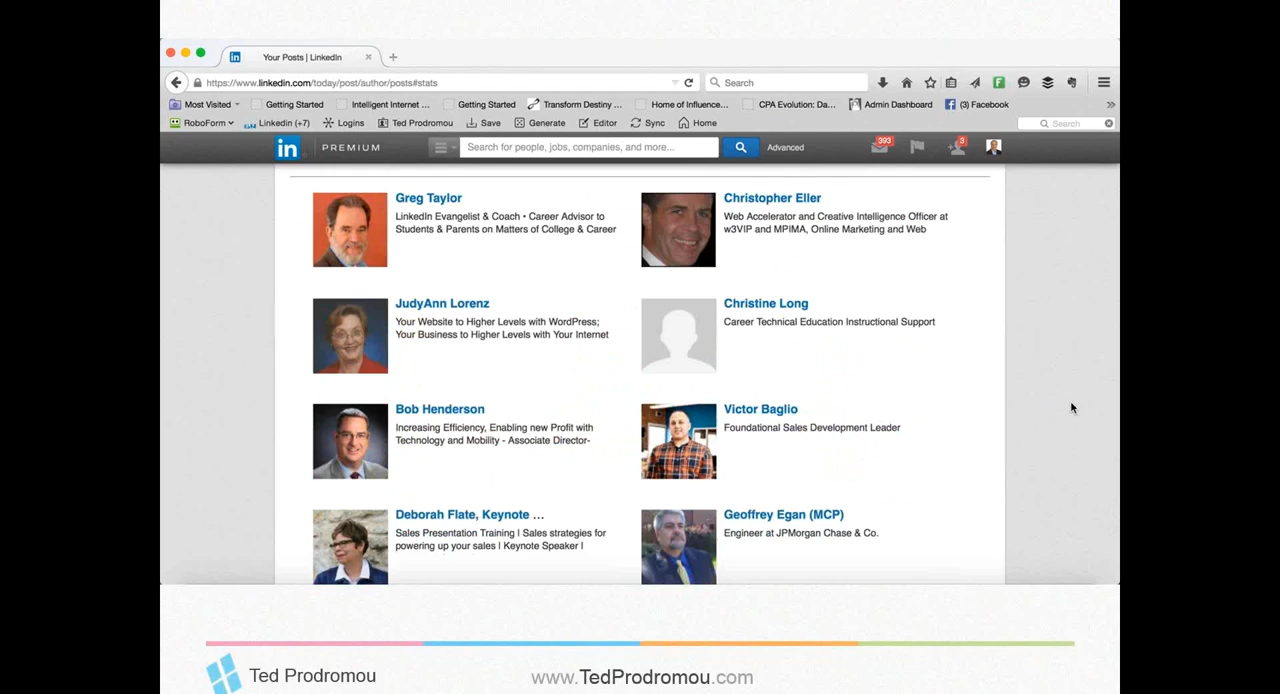 Your Posts | LinkedIn
https://www.linkedin.com/today/post/author/posts#stats
Search
Most Visited
Getting Started
Intelligent Internet ...
Getting Started
Transform Destiny ...
Home of Influence...
CPA Evolution: Da...
Admin Dashboard
(3) Facebook
RoboForm
Linkedin (+7)
Logins
Ted Prodromou
Save
Generate
Editor
Sync
Home
Search
in
PREMIUM
Search for people, jobs, companies, and more...
Advanced
393
3
Greg Taylor
LinkedIn Evangelist & Coach • Career Advisor to
Students & Parents on Matters of College & Career
Christopher Eller
Web Accelerator and Creative Intelligence Officer at
w3VIP and MPIMA, Online Marketing and Web
JudyAnn Lorenz
Your Website to Higher Levels with WordPress;
Your Business to Higher Levels with Your Internet
Christine Long
Career Technical Education Instructional Support
Bob Henderson
Increasing Efficiency, Enabling new Profit with
Technology and Mobility - Associate Director-
Victor Baglio
Foundational Sales Development Leader
Deborah Flate, Keynote ...
Sales Presentation Training | Sales strategies for
powering up your sales | Keynote Speaker |
Geoffrey Egan (MCP)
Engineer at JPMorgan Chase & Co.
Ted Prodromou
www.TedProdromou.com